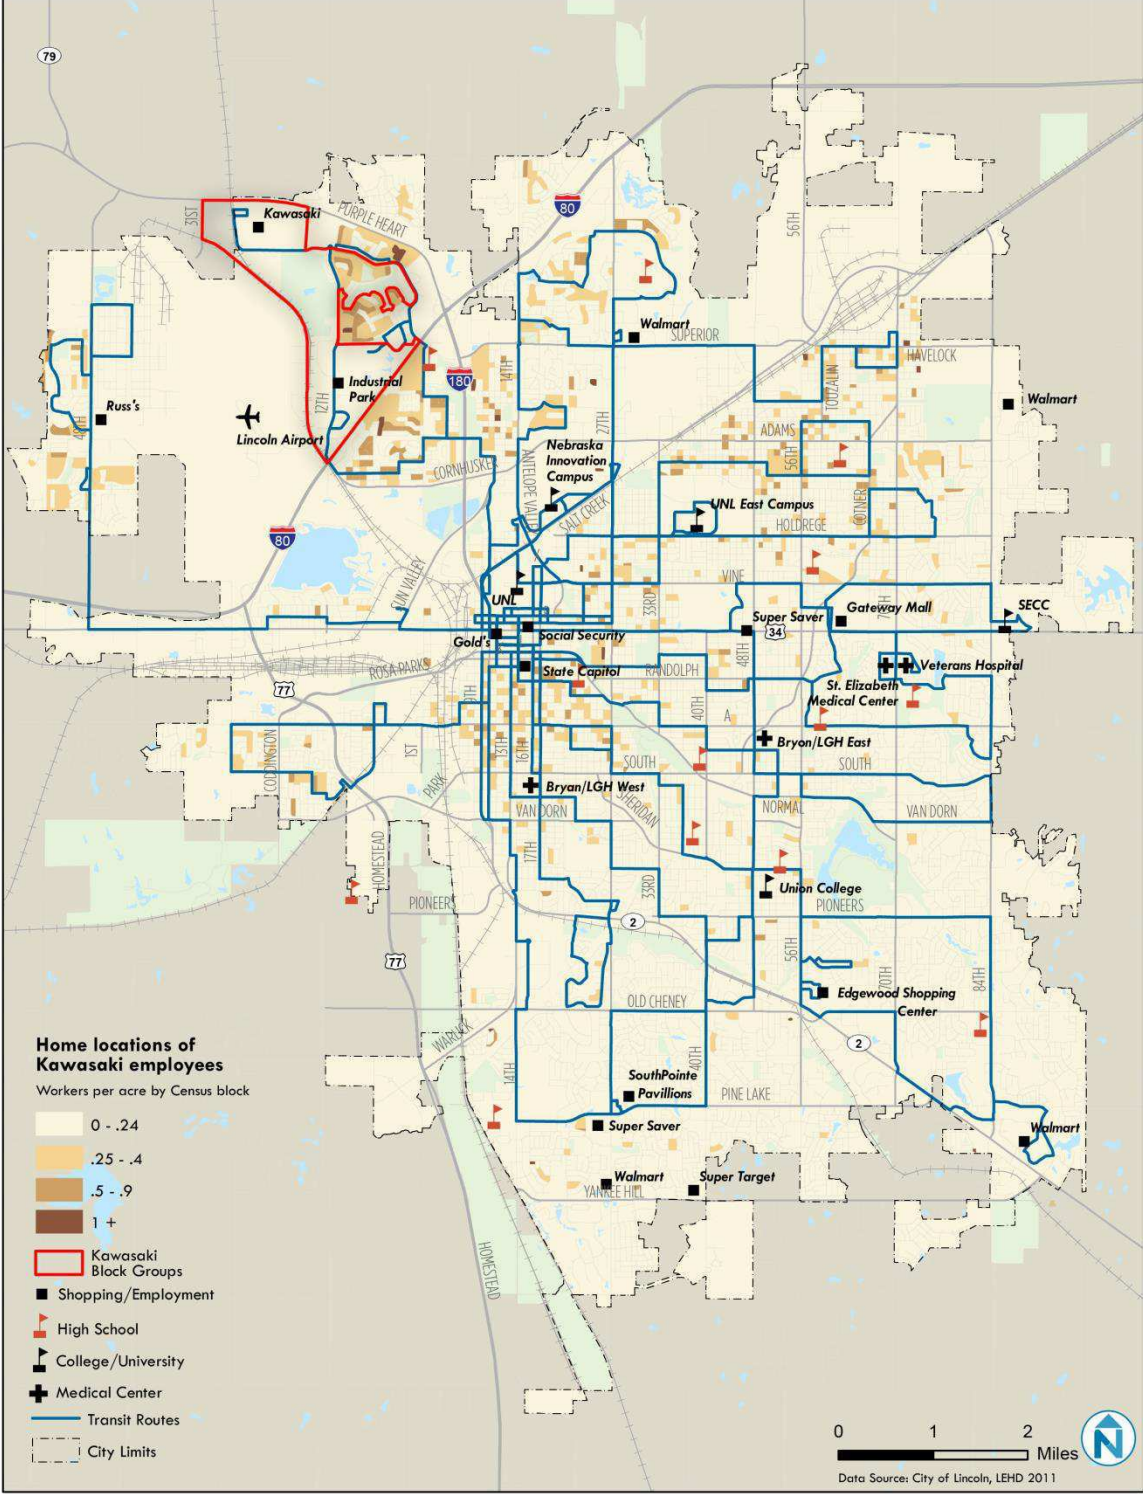 79
31ST
Kawasaki
PURPLE HEART
80
56TH
Walmart
SUPERIOR
HAVELOCK
TOUZALIN
14TH
180
Industrial
Park
12TH
Russ's
48TH
Lincoln Airport
27TH
Walmart
ADAMS
56TH
Nebraska
Innovation
Campus
CORNHUSKER
ANTELOPE VALLEY
SALT CREEK
UNL East Campus
HOLDREGE
COTNER
80
SUN VALLEY
UNL
VINE
33RD
Super Saver
34
Gateway Mall
70TH
SECC
Gold's
Social Security
48TH
State Capitol
RANDOLPH
Veterans Hospital
St. Elizabeth
Medical Center
ROSA PARKS
77
9TH
40TH
A
Bryon/LGH East
CODDINGTON
1ST
13TH
16TH
SOUTH
SOUTH
PARK
Bryan/LGH West
SHERIDAN
VAN DORN
NORMAL
VAN DORN
HOMESTEAD
17TH
33RD
Union College
PIONEERS
PIONEERS
2
56TH
77
70TH
84TH
Edgewood Shopping
Center
OLD CHENEY
WARLICK
2
14TH
40TH
SouthPointe
Pavillions
PINE LAKE
Super Saver
Walmart
Walmart
YANKEE HILL
Super Target
HOMESTEAD
Home locations of
Kawasaki employees
Workers per acre by Census block
0 - .24
.25 - .4
.5 - .9
1 +
Kawasaki
Block Groups
Shopping/Employment
High School
College/University
Medical Center
Transit Routes
City Limits
0 1 2
Miles
N
Data Source: City of Lincoln, LEHD 2011